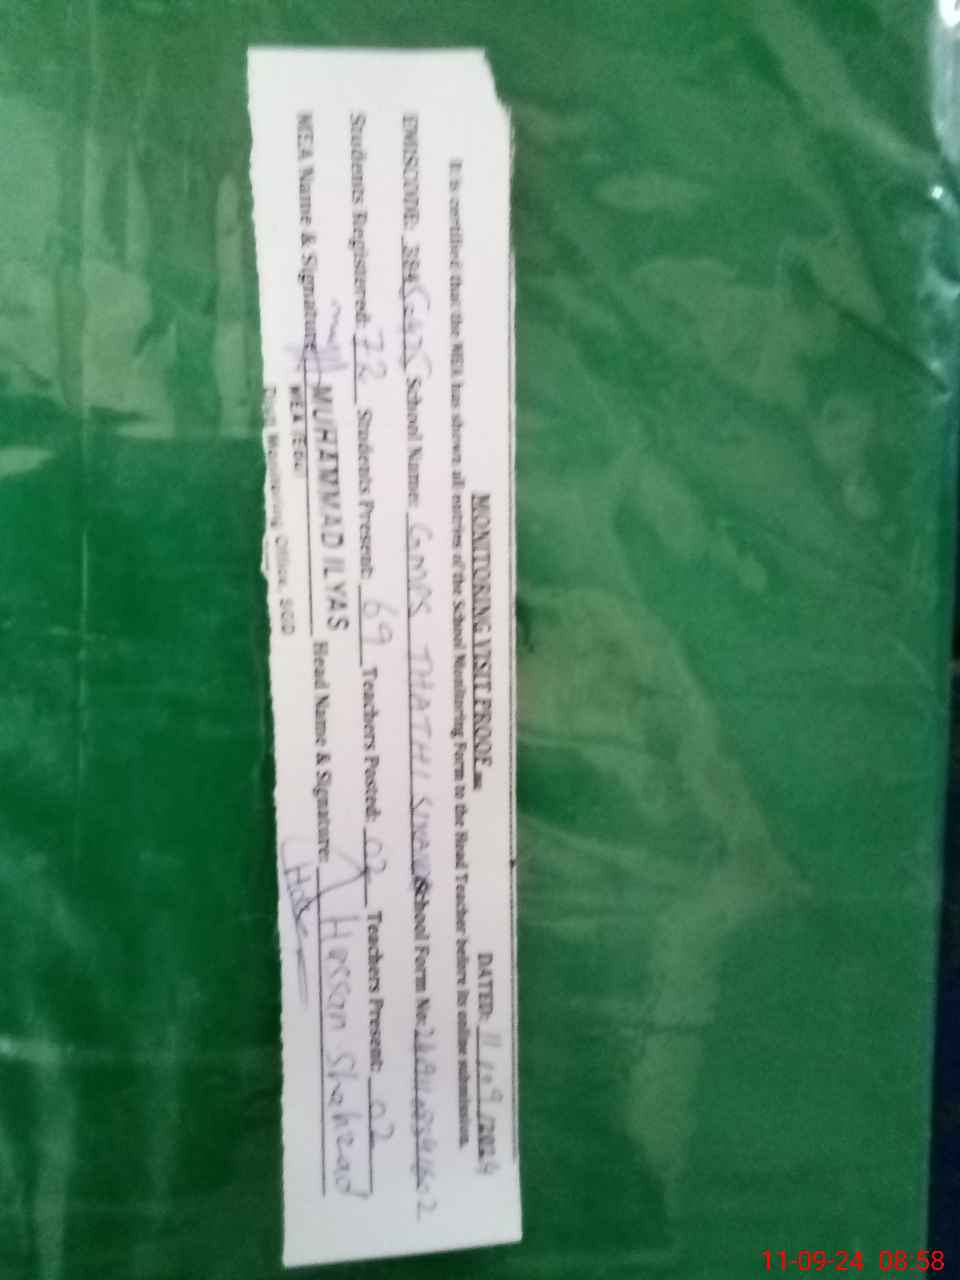 MONITORING VISIT PROOF
DATED: 11/09/2024
It is certified that the MEA has shown all entries of the School Monitoring Form to the Head Teacher before its online submission.
EMISCODE: School Name: GMPS THATHI School Form No:
Students Registered: 72 Students Present: 69 Teachers Posted: 02 Teachers Present: 02
MEA Name & Signature: MUHAMMAD ILYAS Head Name & Signature: Hassan Shahzad
MEA (Edu)
Monitoring Office, SGD
11-09-24 08:58